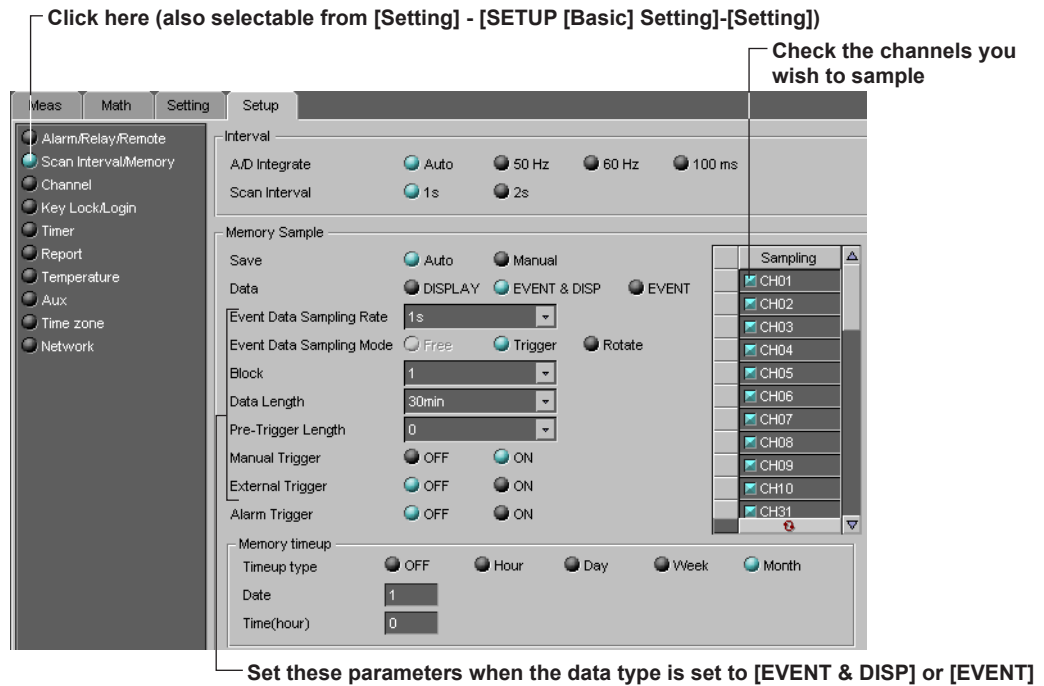 Click here (also selectable from [Setting] - [SETUP [Basic] Setting]-[Setting])
Check the channels you
wish to sample
Meas Math Setting Setup
Alarm/Relay/Remote
Scan Interval/Memory
Channel
Key Lock/Login
Timer
Report
Temperature
Aux
Time zone
Network
Interval
A/D Integrate Auto 50 Hz 60 Hz 100 ms
Scan Interval 1s 2s
Memory Sample
Save Auto Manual
Data DISPLAY EVENT & DISP EVENT
Event Data Sampling Rate 1s
Event Data Sampling Mode Free Trigger Rotate
Block 1
Data Length 30min
Pre-Trigger Length 0
Manual Trigger OFF ON
External Trigger OFF ON
Alarm Trigger OFF ON
Sampling
CH01
CH02
CH03
CH04
CH05
CH06
CH07
CH08
CH09
CH10
CH31
Memory timeup
Timeup type OFF Hour Day Week Month
Date 1
Time(hour) 0
Set these parameters when the data type is set to [EVENT & DISP] or [EVENT]